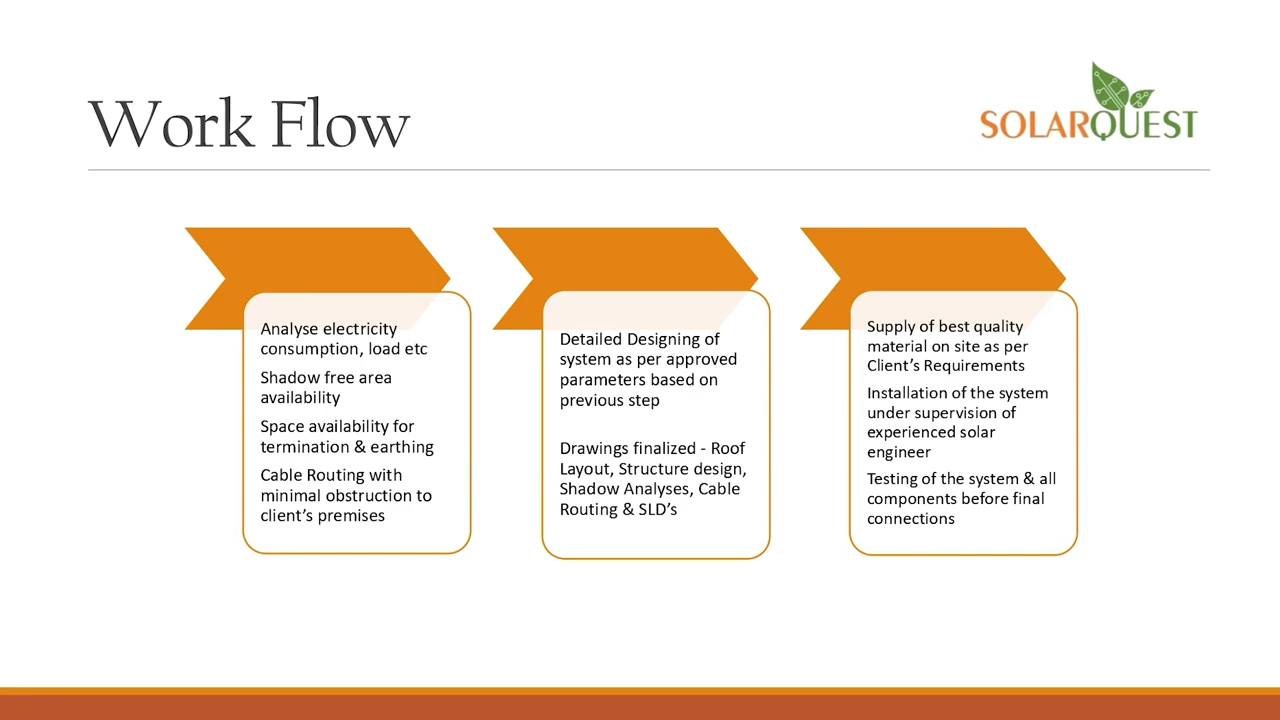 Work Flow
SOLARQUEST
Analyse electricity
consumption, load etc
Shadow free area
availability
Space availability for
termination & earthing
Cable Routing with
minimal obstruction to
client’s premises
Detailed Designing of
system as per approved
parameters based on
previous step
Drawings finalized - Roof
Layout, Structure design,
Shadow Analyses, Cable
Routing & SLD’s
Supply of best quality
material on site as per
Client’s Requirements
Installation of the system
under supervision of
experienced solar
engineer
Testing of the system & all
components before final
connections